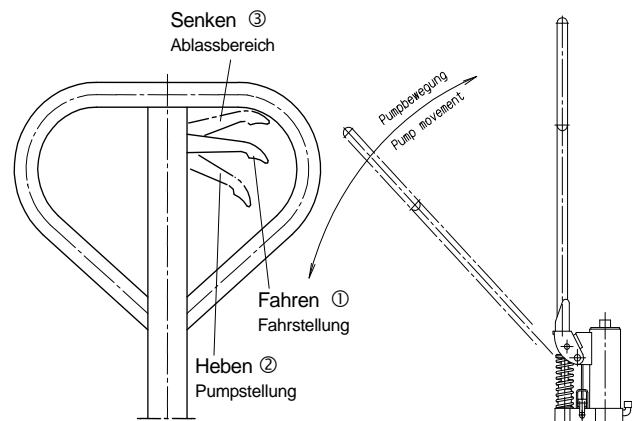 Senken ③
Ablassbereich
Pumpbewegung
Pump movement
Fahren ①
Fahrstellung
Heben ②
Pumpstellung